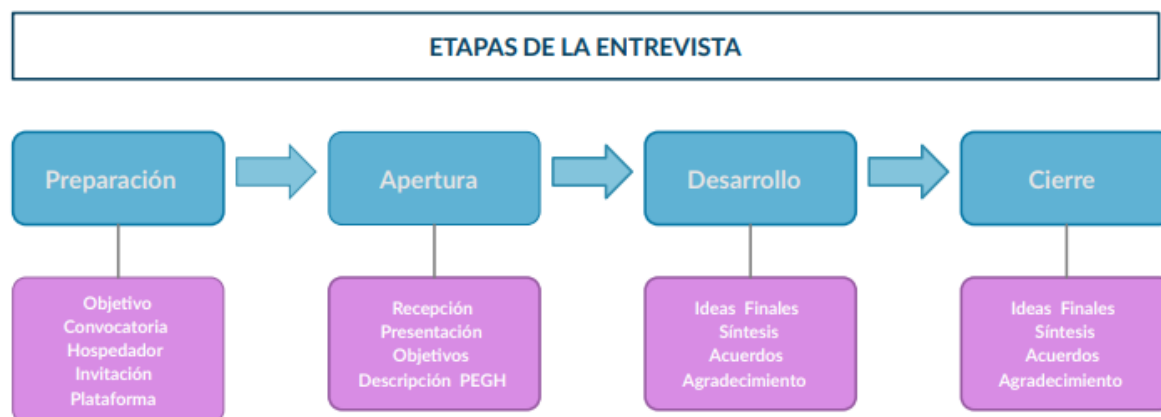 ETAPAS DE LA ENTREVISTA
Preparación
Apertura
Desarrollo
Cierre
Objetivo
Convocatoria
Hospedador
Invitación
Plataforma
Recepción
Presentación
Objetivos
Descripción PEGH
Ideas Finales
Síntesis
Acuerdos
Agradecimiento
Ideas Finales
Síntesis
Acuerdos
Agradecimiento